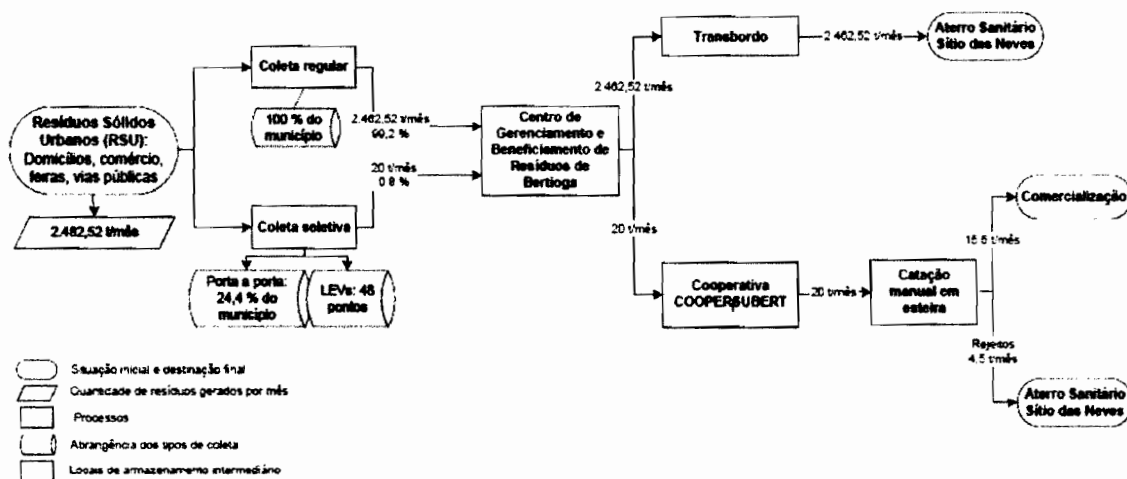 Resíduos Sólidos
Urbanos (RSU):
Domicílios, comércio,
feiras, vias públicas
2.482,52 t/mês
Coleta regular
100 % do
município
2.462,52 t/mês
99,2 %
20 t/mês
0,8 %
Coleta seletiva
Porta a porta:
24,4 % do
município
LEVs: 48
pontos
Centro de
Gerenciamento e
Beneficiamento de
Resíduos de
Bertioga
2.462,52 t/mês
Transbordo
2.462,52 t/mês
Aterro Sanitário
Sítio das Neves
20 t/mês
Cooperativa
COOPERSUBERT
20 t/mês
Catação
manual em
esteira
15,5 t/mês
Comercialização
Rejeitos
4,5 t/mês
Aterro Sanitário
Sítio das Neves
Situação inicial e destinação final
Quantidade de resíduos gerados por mês
Processos
Abrangência dos tipos de coleta
Locais de armazenamento intermediário